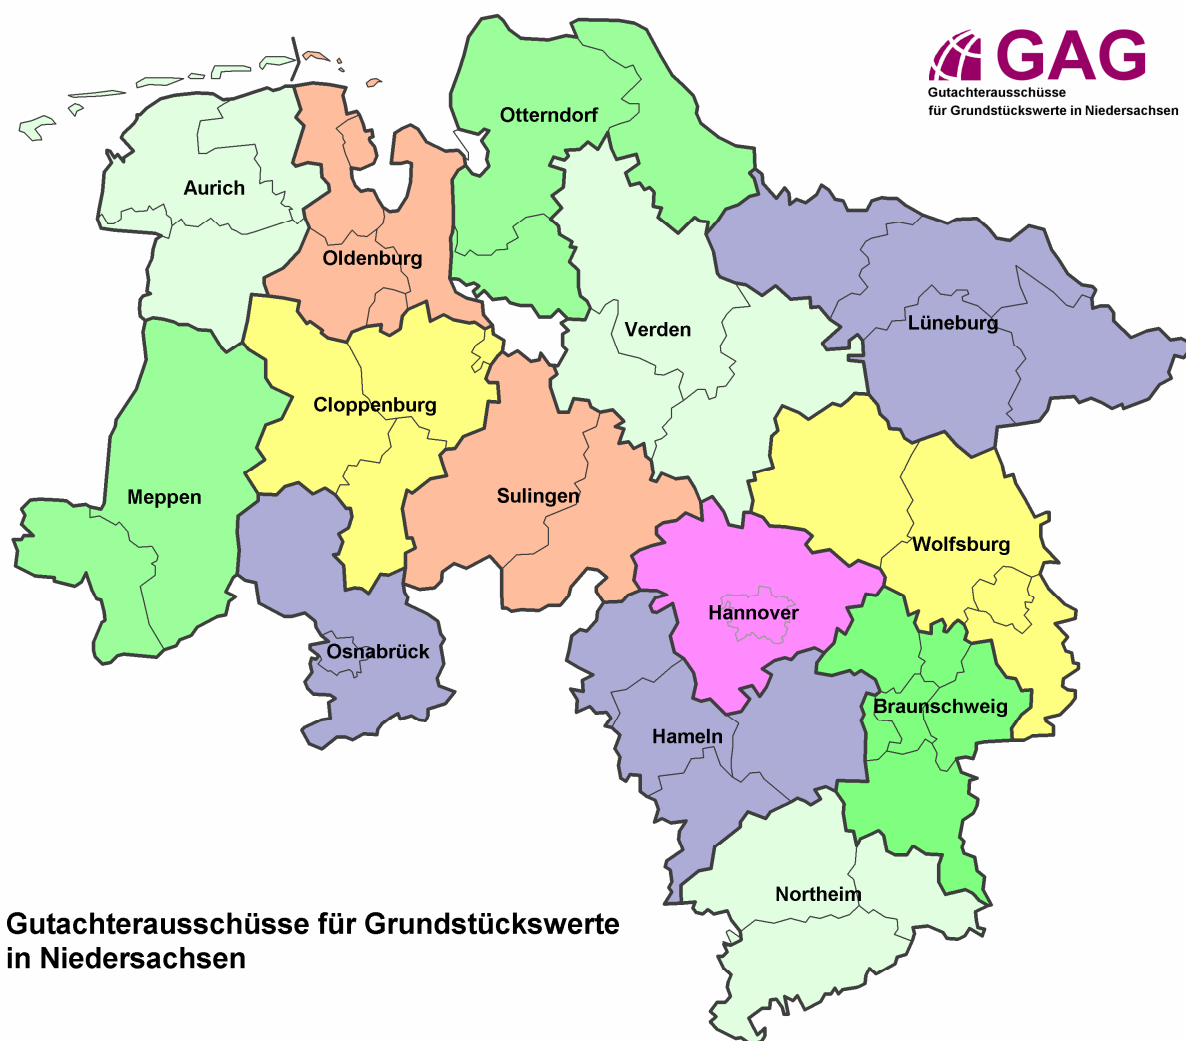 GAG
Gutachterausschüsse
für Grundstückswerte in Niedersachsen
Otterndorf
Aurich
Oldenburg
Lüneburg
Verden
Cloppenburg
Meppen
Sulingen
Wolfsburg
Hannover
Osnabrück
Braunschweig
Hameln
Northeim
Gutachterausschüsse für Grundstückswerte
in Niedersachsen